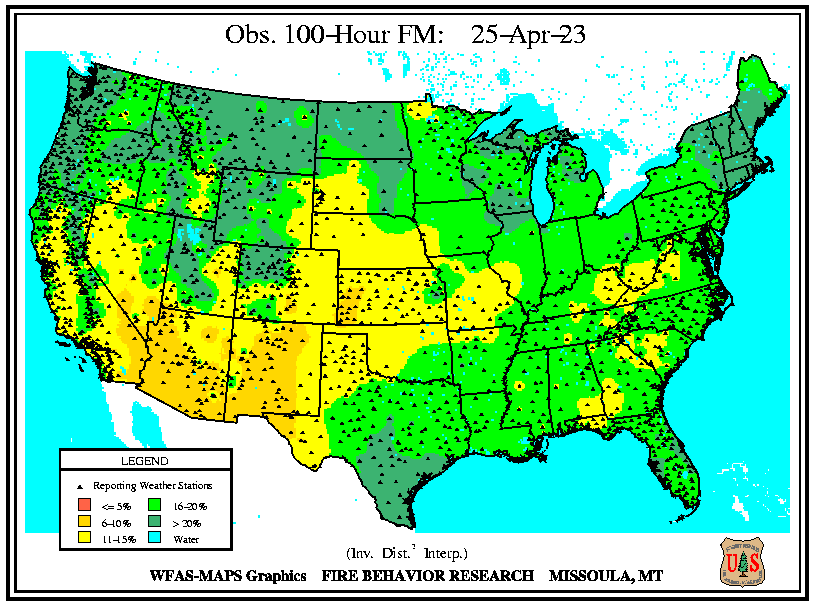 Obs. 100-Hour FM: 25-Apr-23
LEGEND
Reporting Weather Stations
<= 5% 16-20%
6-10% > 20%
11-15% Water
(Inv. Dist.² Interp.)
WFAS-MAPS Graphics FIRE BEHAVIOR RESEARCH MISSOULA, MT
U S